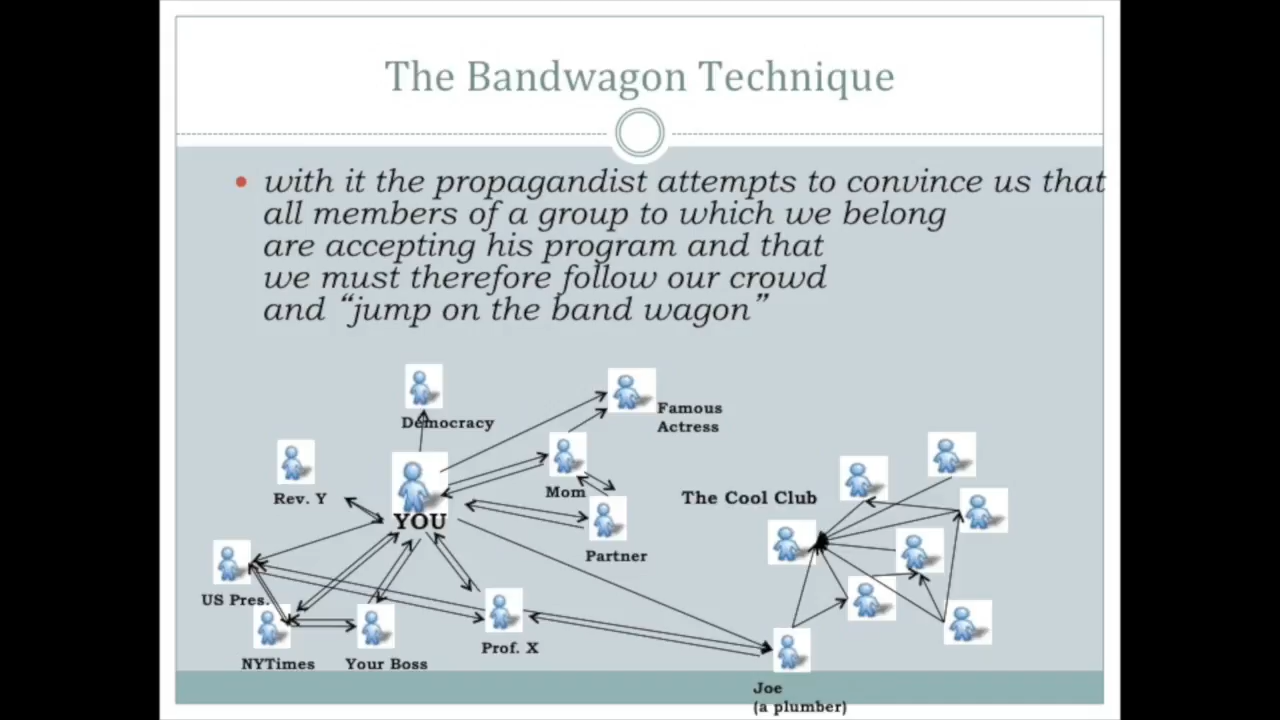 The Bandwagon Technique
with it the propagandist attempts to convince us that
all members of a group to which we belong
are accepting his program and that
we must therefore follow our crowd
and “jump on the band wagon”
Democracy
Famous
Actress
Rev. Y
YOU
Mom
The Cool Club
Partner
US Pres.
NYTimes
Your Boss
Prof. X
Joe
(a plumber)